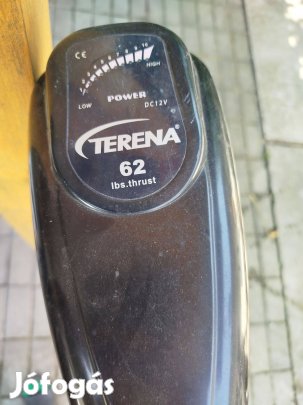 CE
1 2 3 4 5 6 7 8 9 10
LOW HIGH
POWER
DC12V
TERENA®
62
lbs.thrust
Jófogás